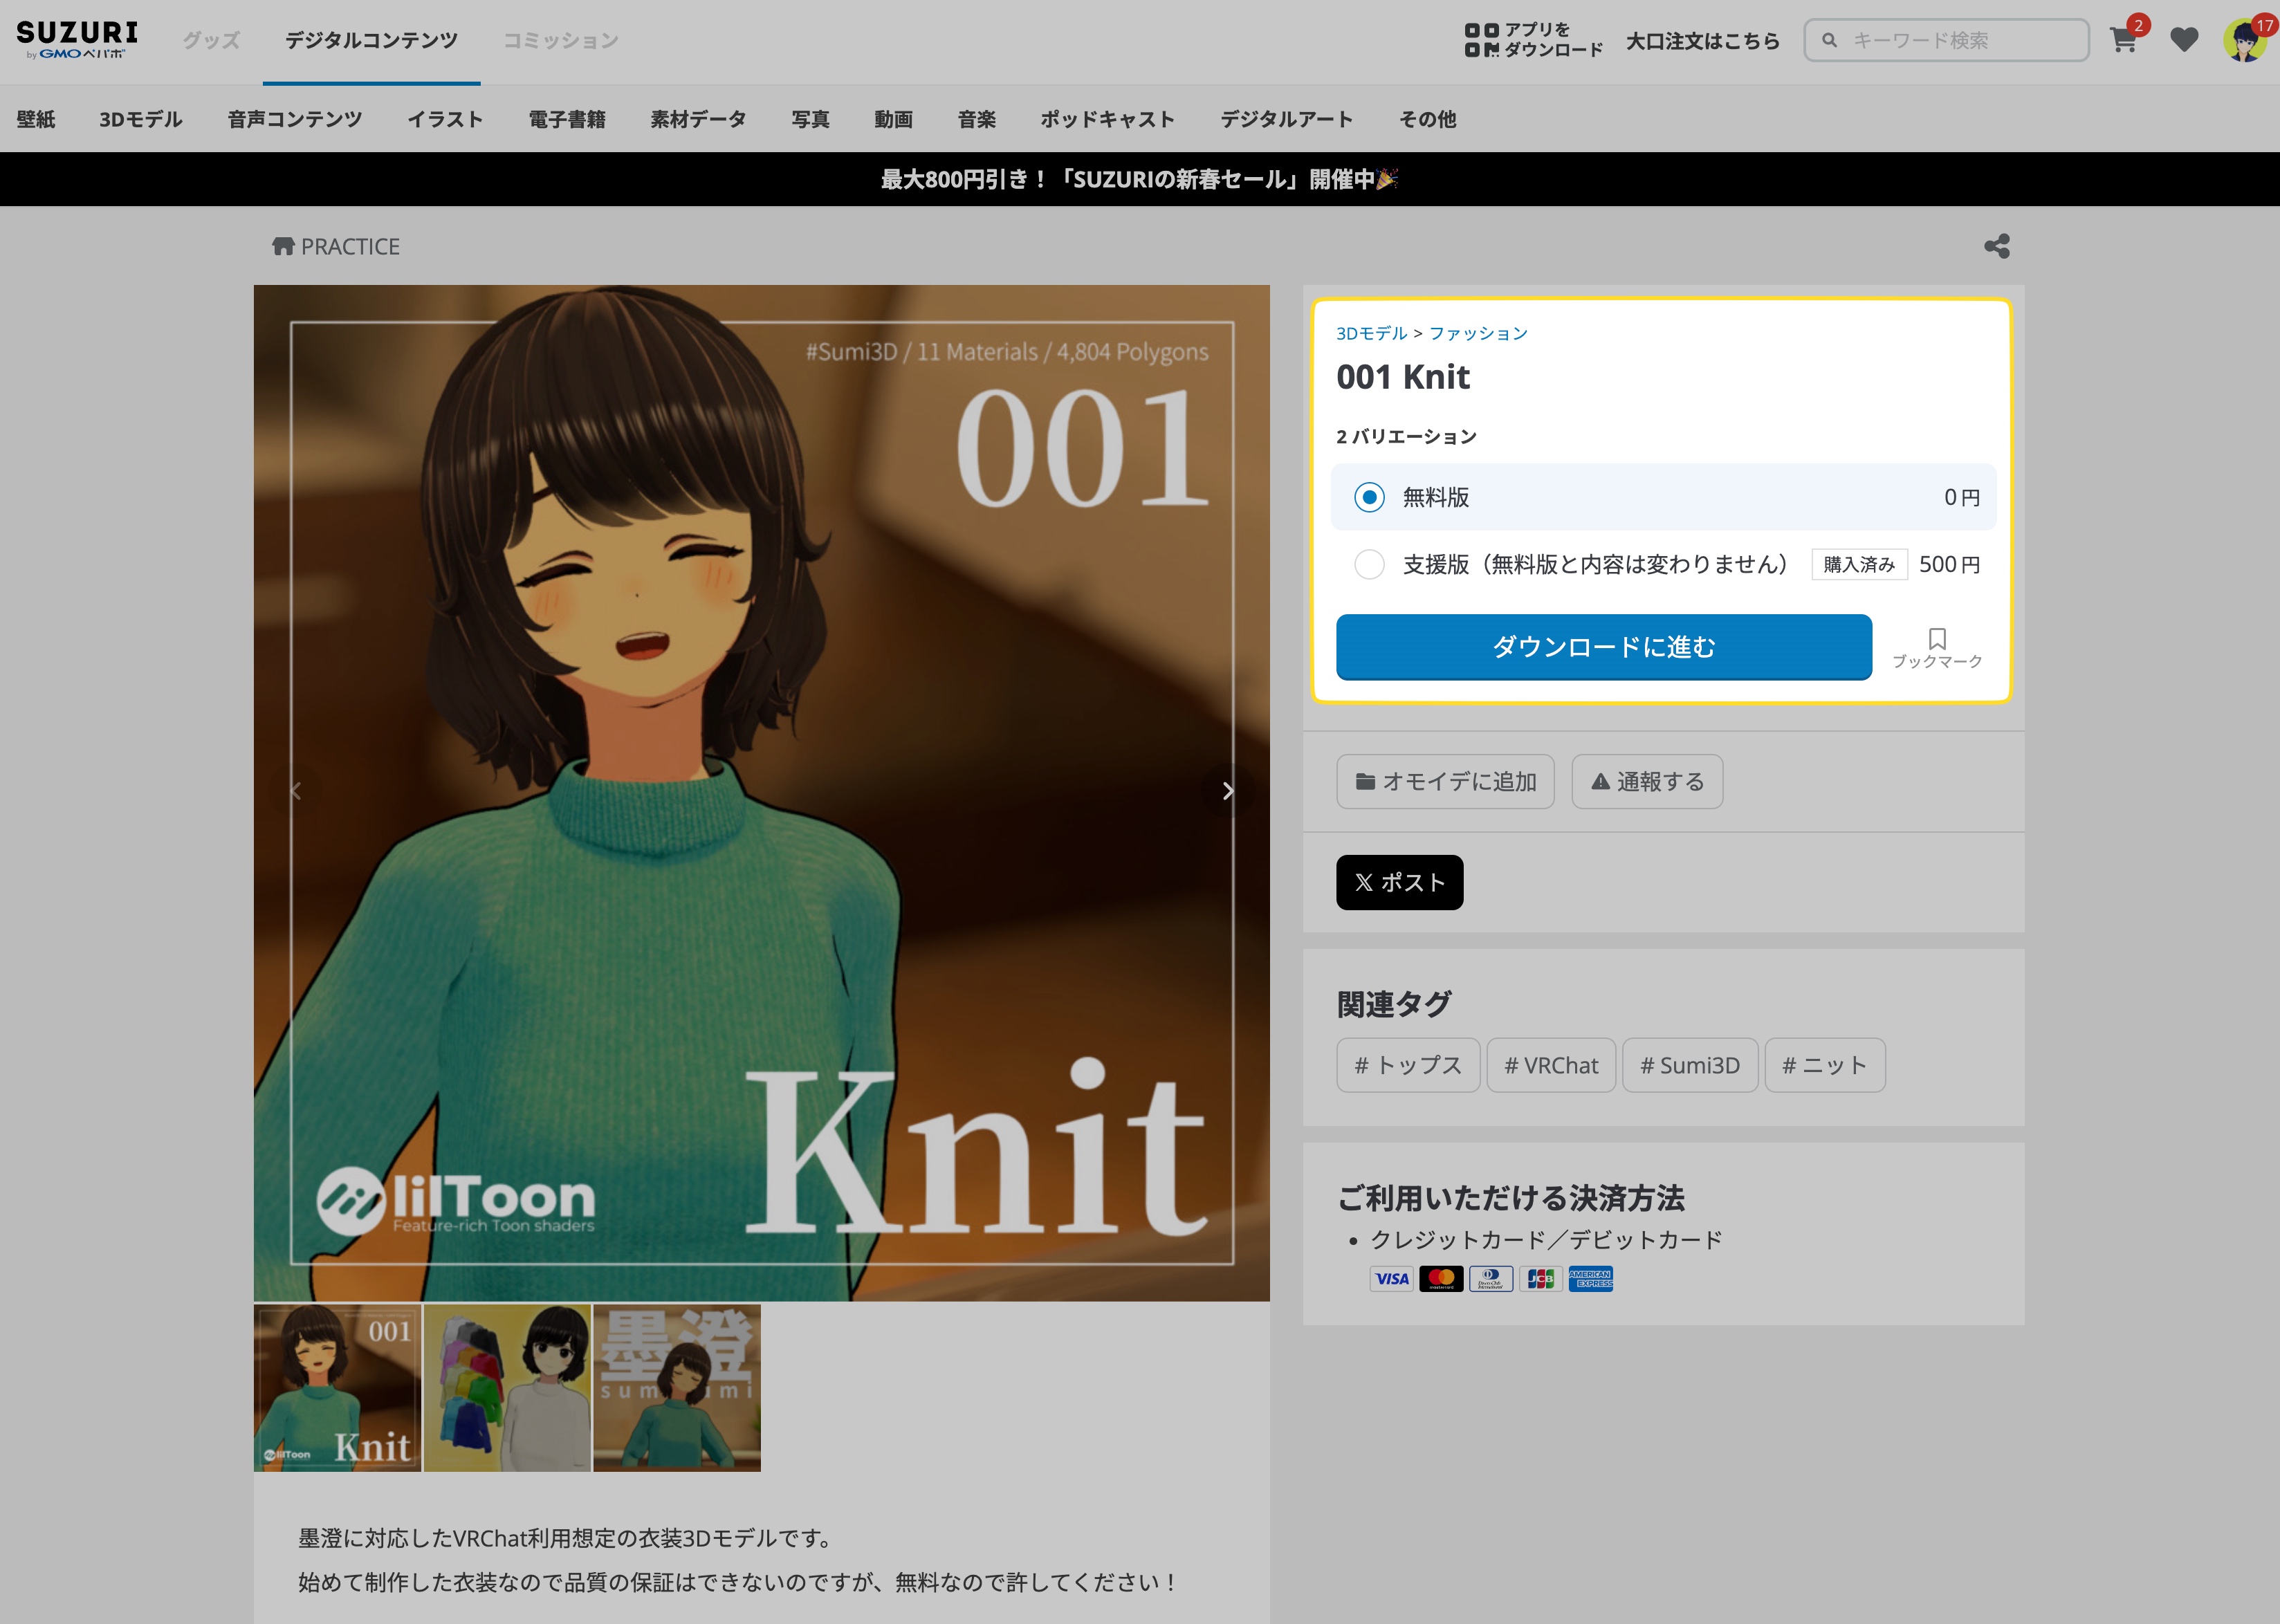 SUZURI
by GMOペパボ
グッズ
デジタルコンテンツ
コミッション
アプリを
ダウンロード
大口注文はこちら
キーワード検索
2
17
壁紙
3Dモデル
音声コンテンツ
イラスト
電子書籍
素材データ
写真
動画
音楽
ポッドキャスト
デジタルアート
その他
最大800円引き！「SUZURIの新春セール」開催中🎉
PRACTICE
#Sumi3D / 11 Materials / 4,804 Polygons
001
Knit
lilToon
Feature-rich Toon shaders
001
lilToon
Knit
墨澄
墨澄に対応したVRChat利用想定の衣装3Dモデルです。
始めて制作した衣装なので品質の保証はできないのですが、無料なので許してください！
3Dモデル > ファッション
001 Knit
2 バリエーション
無料版
0 円
支援版（無料版と内容は変わりません）
購入済み
500 円
ダウンロードに進む
ブックマーク
オモイデに追加
通報する
X ポスト
関連タグ
# トップス
# VRChat
# Sumi3D
# ニット
ご利用いただける決済方法
• クレジットカード／デビットカード
VISA
mastercard
Diners Club
International
JCB
AMERICAN
EXPRESS